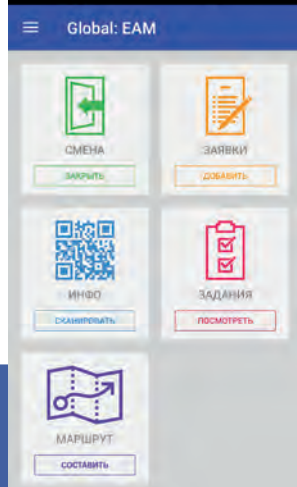 Global: EAM
СМЕНА
ЗАКРЫТЬ
ЗАЯВКИ
ДОБАВИТЬ
ИНФО
СКАНИРОВАТЬ
ЗАДАНИЯ
ПОСМОТРЕТЬ
МАРШРУТ
СОСТАВИТЬ